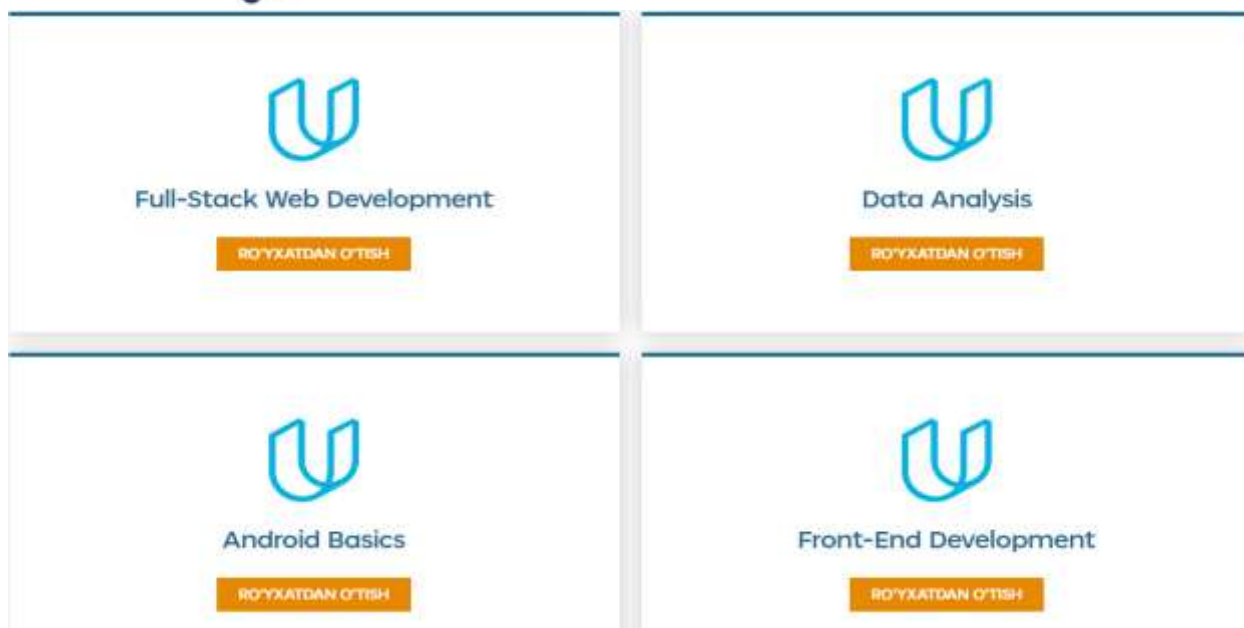 Full-Stack Web Development
RO'YXATDAN O'TISH
Data Analysis
RO'YXATDAN O'TISH
Android Basics
RO'YXATDAN O'TISH
Front-End Development
RO'YXATDAN O'TISH